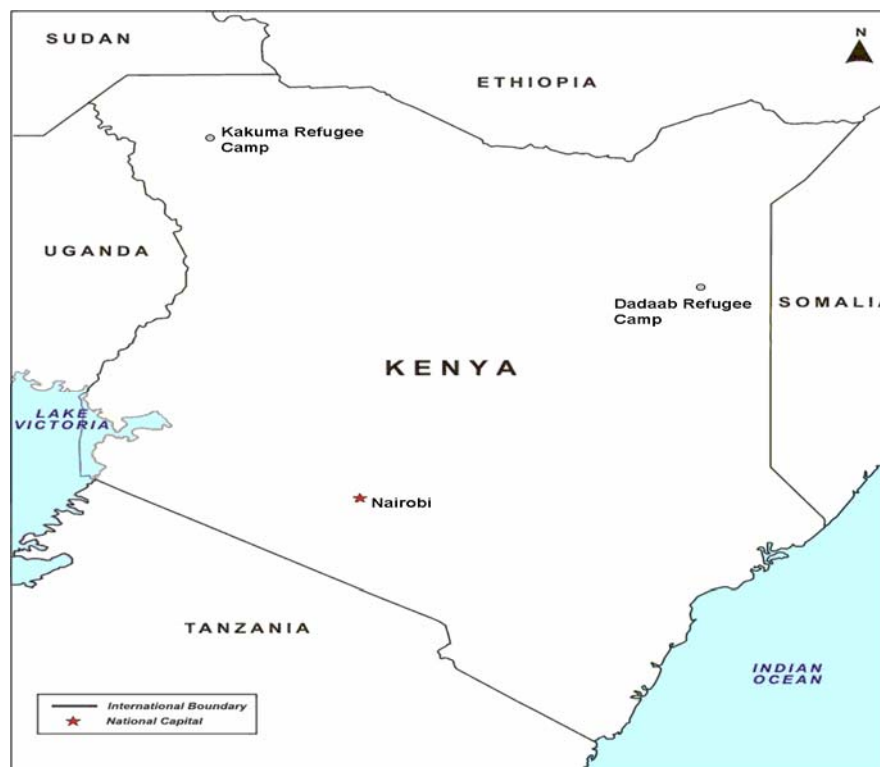 SUDAN
N
ETHIOPIA
Kakuma Refugee
Camp
UGANDA
Dadaab Refugee
Camp
SOMALIA
KENYA
LAKE
VICTORIA
Nairobi
TANZANIA
INDIAN
OCEAN
International Boundary
National Capital